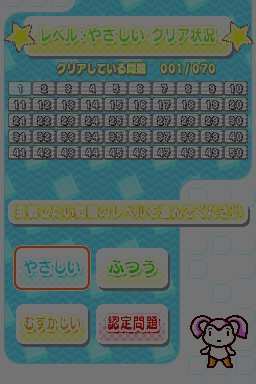 レベル:やさしい クリア状況
クリアしている問題 001/070
1 2 3 4 5 6 7 8 9 10
11 12 13 14 15 16 17 18 19 20
21 22 23 24 25 26 27 28 29 30
31 32 33 34 35 36 37 38 39 40
41 42 43 44 45 46 47 48 49 50
挑戦したい問題のレベルを選んでください
やさしい ふつう
むずかしい 認定問題